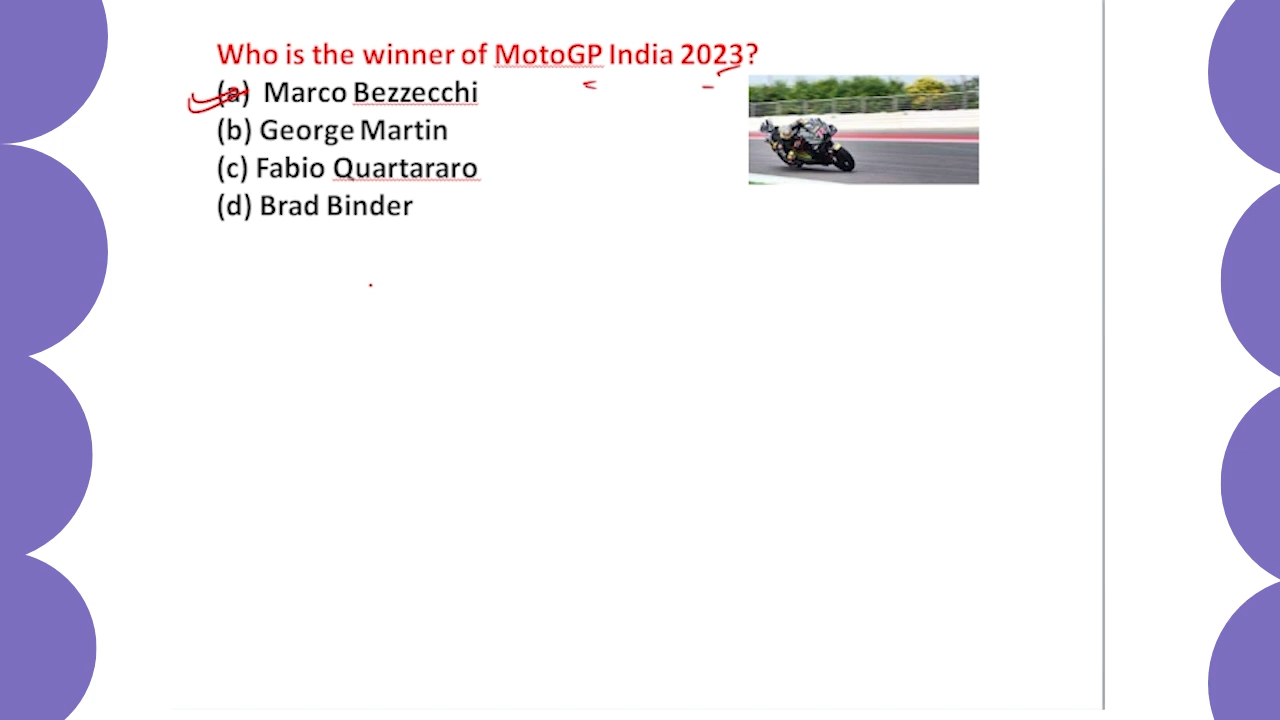 Who is the winner of MotoGP India 2023?
(a) Marco Bezzecchi
(b) George Martin
(c) Fabio Quartararo
(d) Brad Binder